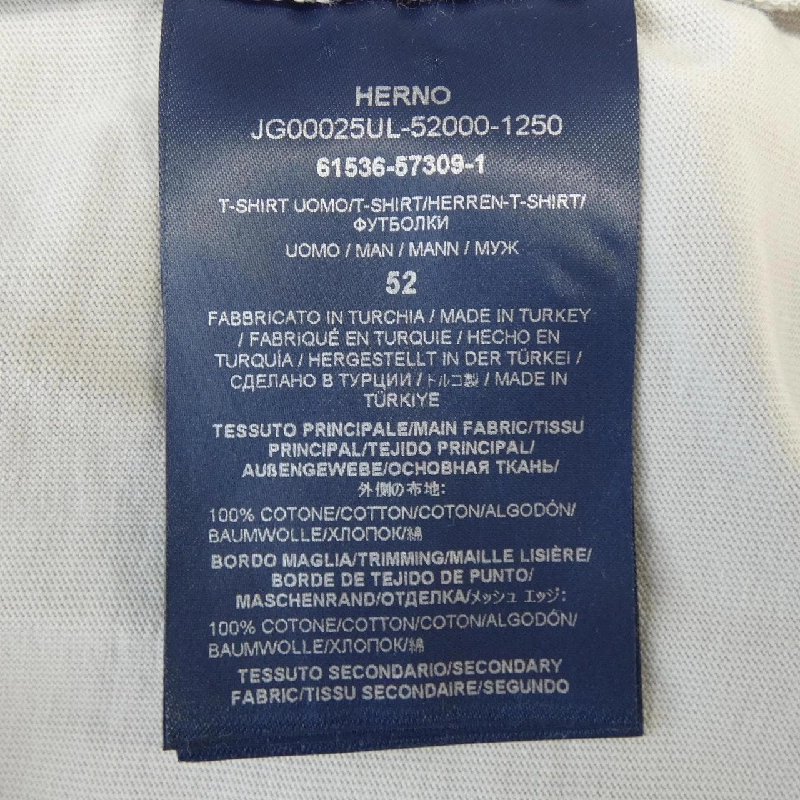 HERNO
JG00025UL-52000-1250
61536-57309-1
T-SHIRT UOMO/T-SHIRT/HERREN-T-SHIRT/
ФУТБОЛКИ
UOMO / MAN / MANN / МУЖ
52
FABBRICATO IN TURCHIA / MADE IN TURKEY
/ FABRIQUÉ EN TURQUIE / HECHO EN
TURQUÍA / HERGESTELLT IN DER TÜRKEI /
СДЕЛАНО В ТУРЦИИ / トルコ製 / MADE IN
TÜRKIYE
TESSUTO PRINCIPALE/MAIN FABRIC/TISSU
PRINCIPAL/TEJIDO PRINCIPAL/
AUßENGEWEBE/ОСНОВНАЯ ТКАНЬ/
外側の布地:
100% COTONE/COTTON/COTON/ALGODÓN/
BAUMWOLLE/ХЛОПОК/綿
BORDO MAGLIA/TRIMMING/MAILLE LISIÈRE/
BORDE DE TEJIDO DE PUNTO/
MASCHENRAND/ОТДЕЛКА/メッシュ エッジ:
100% COTONE/COTTON/COTON/ALGODÓN/
BAUMWOLLE/ХЛОПОК/綿
TESSUTO SECONDARIO/SECONDARY
FABRIC/TISSU SECONDAIRE/SEGUNDO